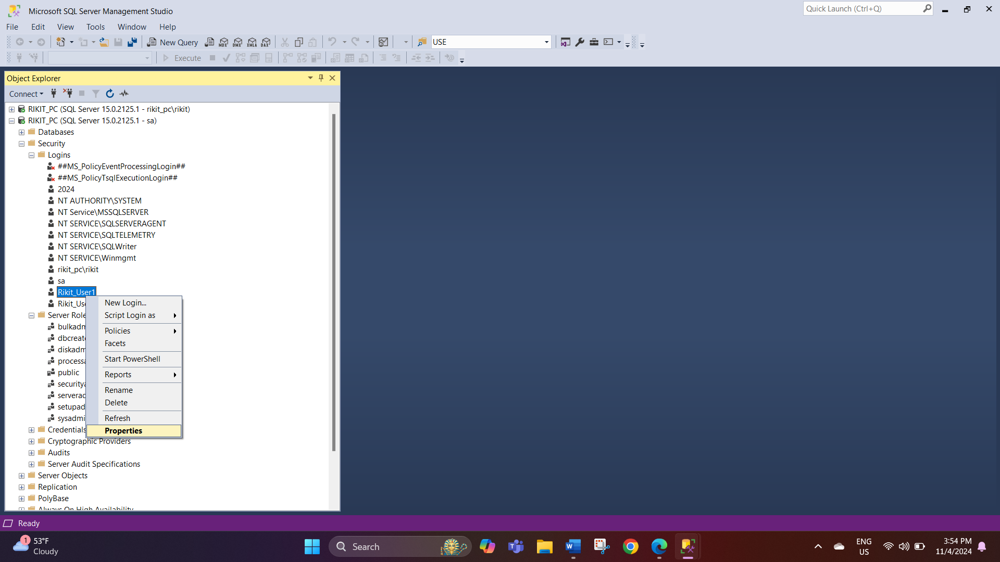 Microsoft SQL Server Management Studio
Quick Launch (Ctrl+Q)
File Edit View Tools Window Help
New Query MDX DMX XMLA DAX USE
Execute
Object Explorer
Connect
RIKIT_PC (SQL Server 15.0.2125.1 - rikit_pc\rikit)
RIKIT_PC (SQL Server 15.0.2125.1 - sa)
Databases
Security
Logins
##MS_PolicyEventProcessingLogin##
##MS_PolicyTsqlExecutionLogin##
2024
NT AUTHORITY\SYSTEM
NT Service\MSSQLSERVER
NT SERVICE\SQLSERVERAGENT
NT SERVICE\SQLTELEMETRY
NT SERVICE\SQLWriter
NT SERVICE\Winmgmt
rikit_pc\rikit
sa
Rikit_User1
Rikit_Use
Server Role
bulkadm
dbcreat
diskadm
process
public
security
serverac
setupad
sysadmi
Credentials
Cryptographic Providers
Audits
Server Audit Specifications
Server Objects
Replication
PolyBase
Always On High Availability
New Login...
Script Login as
Policies
Facets
Start PowerShell
Reports
Rename
Delete
Refresh
Properties
Ready
1
53°F
Cloudy
Search
ENG
US
3:54 PM
11/4/2024